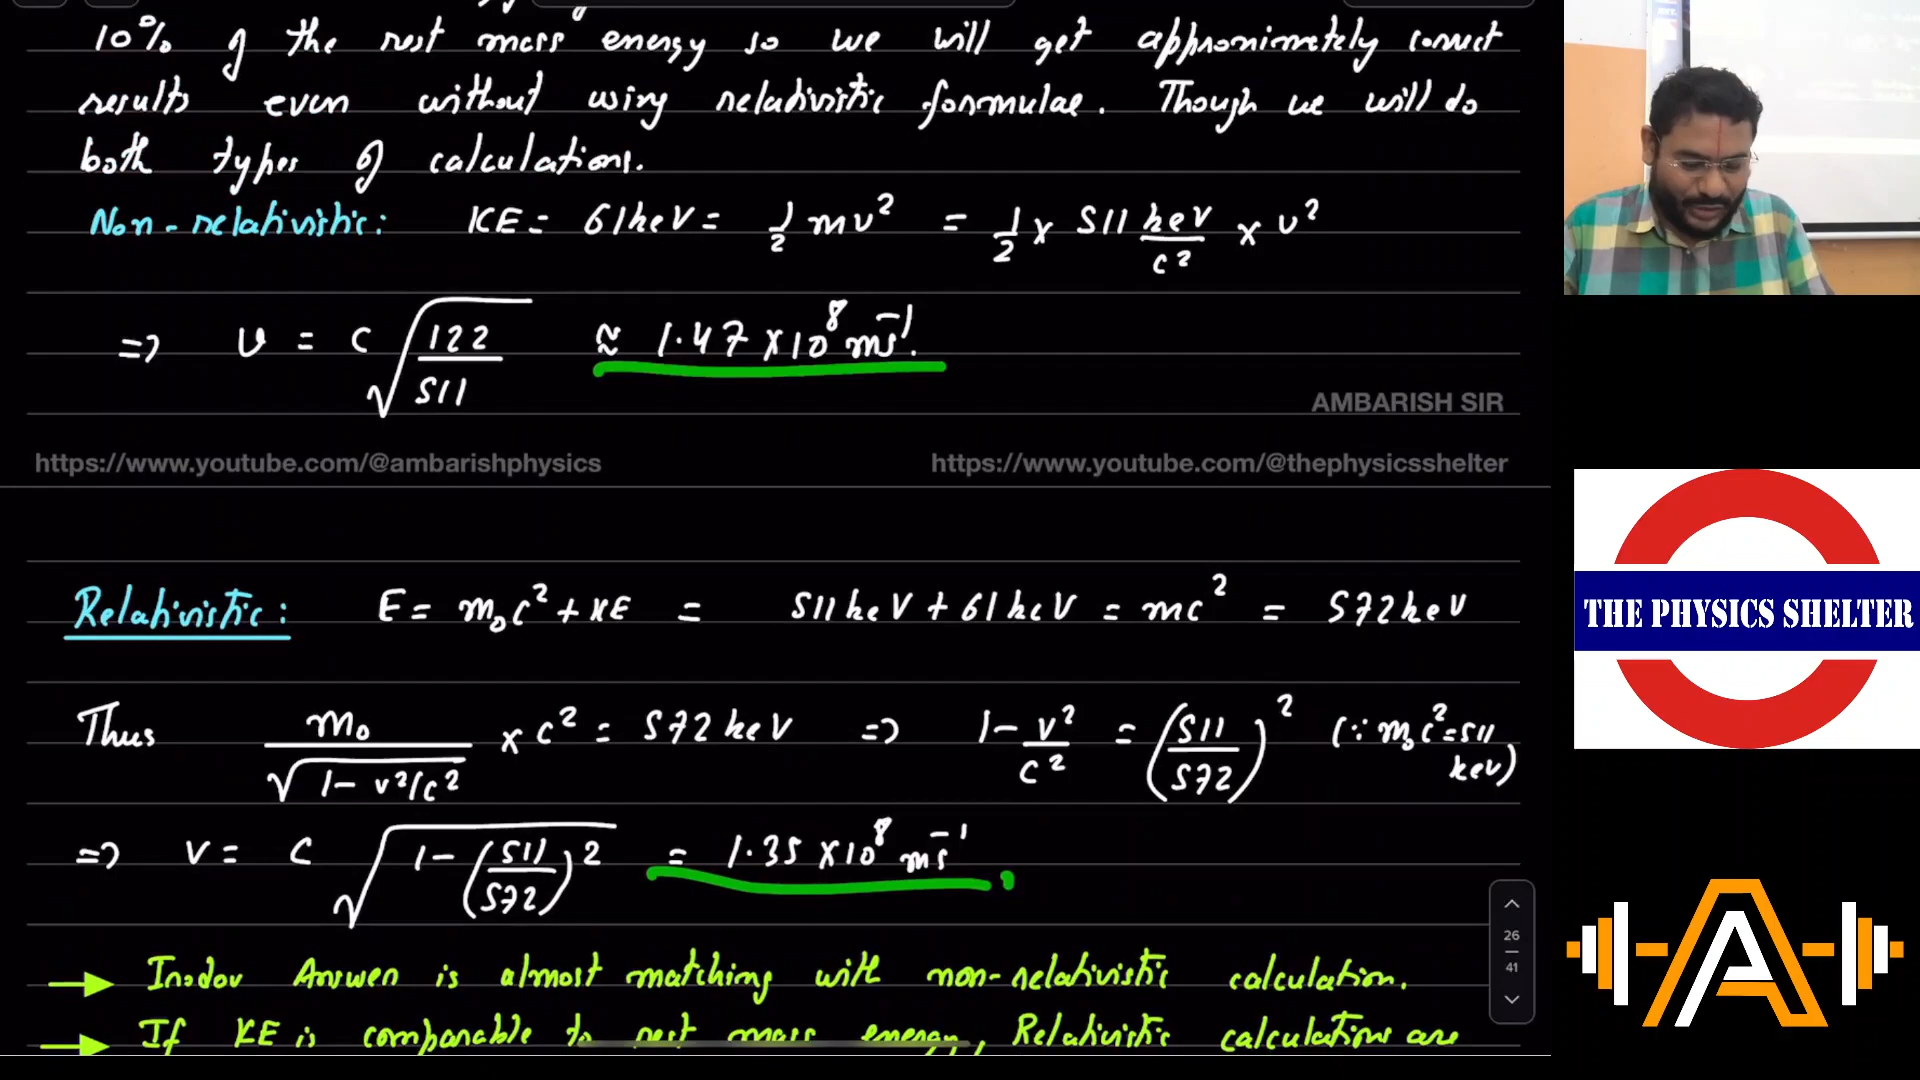 10% of the rest mass energy so we will get approximately correct
results even without using relativistic formulae. Though we will do
both types of calculations.
Non-relativistic: KE = 61 keV = 1/2 mv² = 1/2 × 511 keV/c² × v²
=> v = c √(122/511) ≈ 1.47 × 10⁸ ms⁻¹.
AMBARISH SIR
https://www.youtube.com/@ambarishphysics https://www.youtube.com/@thephysicsshelter
Relativistic: E = m₀c² + KE = 511 keV + 61 keV = mc² = 572 keV
Thus m₀/√(1 - v²/c²) × c² = 572 keV => 1 - v²/c² = (511/572)² (∵ m₀c² = 511 keV)
=> v = c √(1 - (511/572)²) = 1.35 × 10⁸ ms⁻¹
→ Answer is almost matching with non-relativistic calculation.
→ If KE is comparable to rest mass energy, Relativistic calculations are
26
41
THE PHYSICS SHELTER